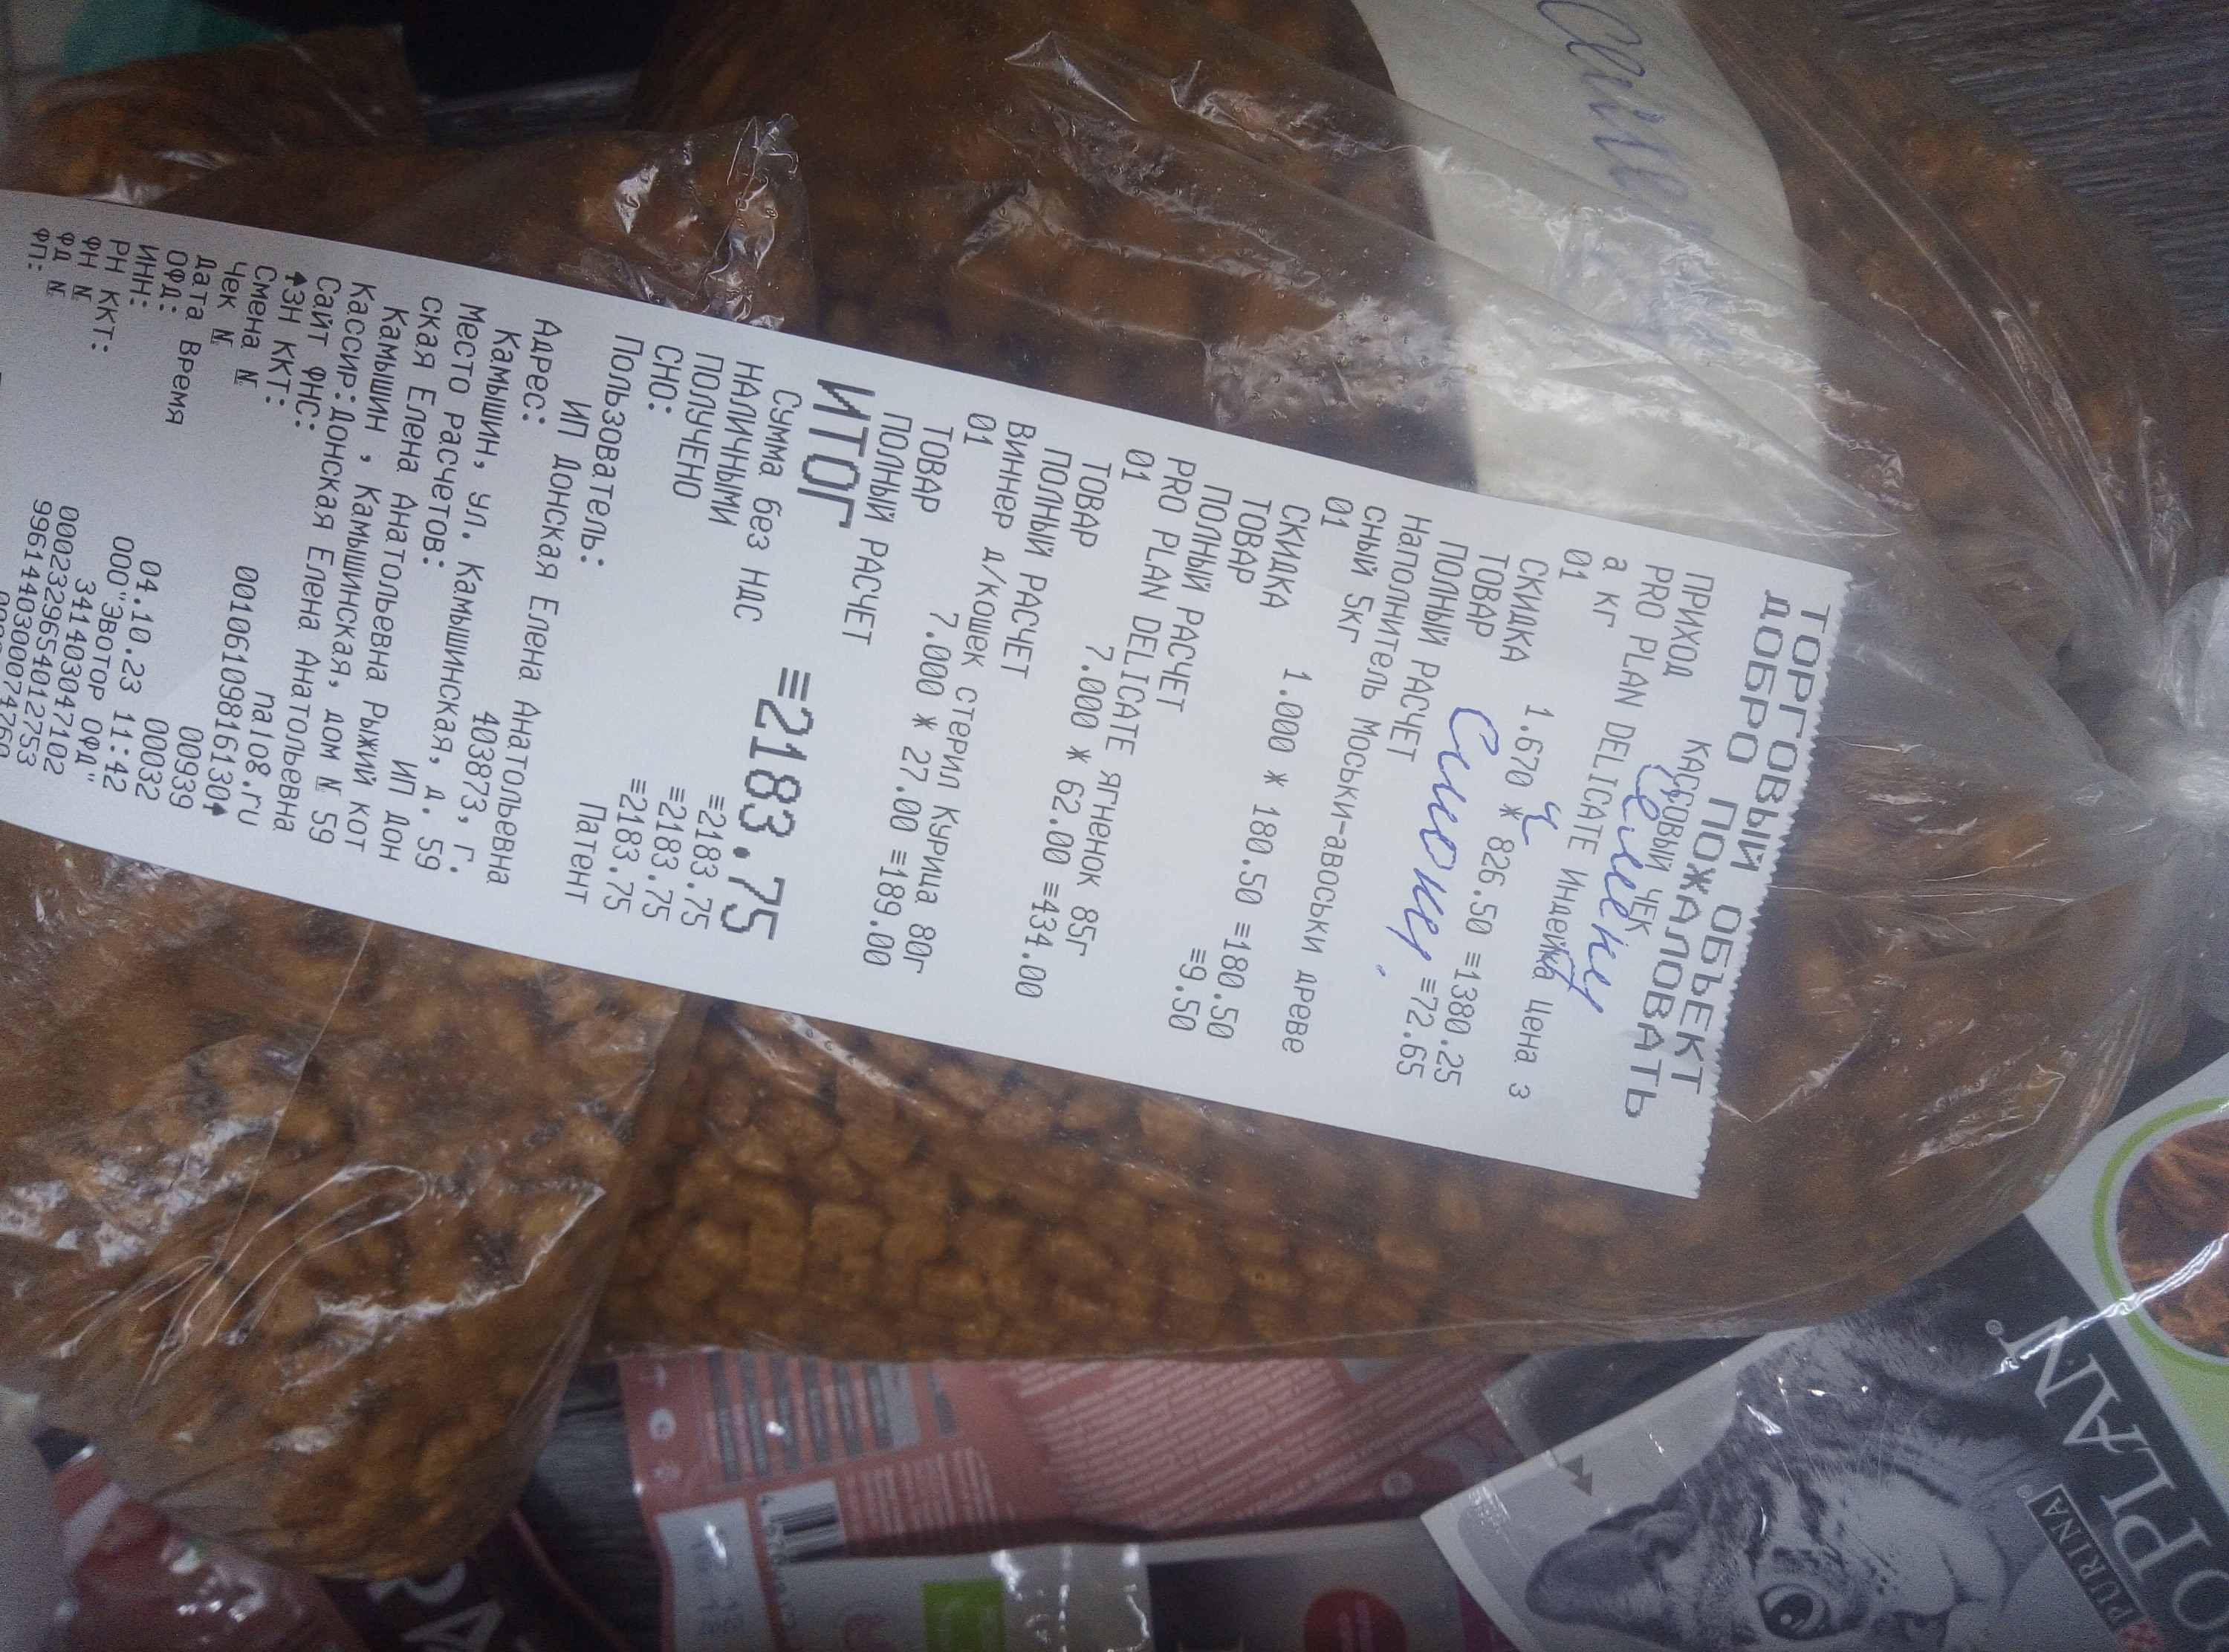 ТОРГОВЫЙ ОБЪЕКТ
ДОБРО ПОЖАЛОВАТЬ
КАССОВЫЙ ЧЕК
ПРИХОД
PRO PLAN DELICATE Индейка цена з
а кг
01 1.670 * 826.50 ≡1380.25
СКИДКА ≡72.65
ТОВАР
ПОЛНЫЙ РАСЧЕТ
Наполнитель Моськи-авоськи древе
сный 5кг
01 1.000 * 180.50 ≡180.50
СКИДКА ≡9.50
ТОВАР
ПОЛНЫЙ РАСЧЕТ
PRO PLAN DELICATE ягненок 85г
01 7.000 * 62.00 ≡434.00
ТОВАР
ПОЛНЫЙ РАСЧЕТ
Виннер д/кошек стерил Курица 80г
01 7.000 * 27.00 ≡189.00
ТОВАР
ПОЛНЫЙ РАСЧЕТ
ИТОГ ≡2183.75
Сумма без НДС ≡2183.75
НАЛИЧНЫМИ ≡2183.75
ПОЛУЧЕНО ≡2183.75
СНО: Патент
Пользователь:
ИП Донская Елена Анатольевна
Адрес: 403873, Г.
Камышин, ул. Камышинская, д. 59
Место расчетов: ИП Дон
ская Елена Анатольевна Рыжий кот
Камышин , Камышинская, дом № 59
Кассир:Донская Елена Анатольевна
Сайт ФНС: nalog.ru
ЗН ККТ: 00106109816130
Смена № 00939
Чек № 00032
Дата Время 04.10.23 11:42
ОФД: ООО"Эвотор ОФД"
ИНН: 341403047102
РН ККТ: 00023296554012753
ФН № 9961440300074760
ФД №
ФП:
Семёну
и
Симону
PURINA
PLAN